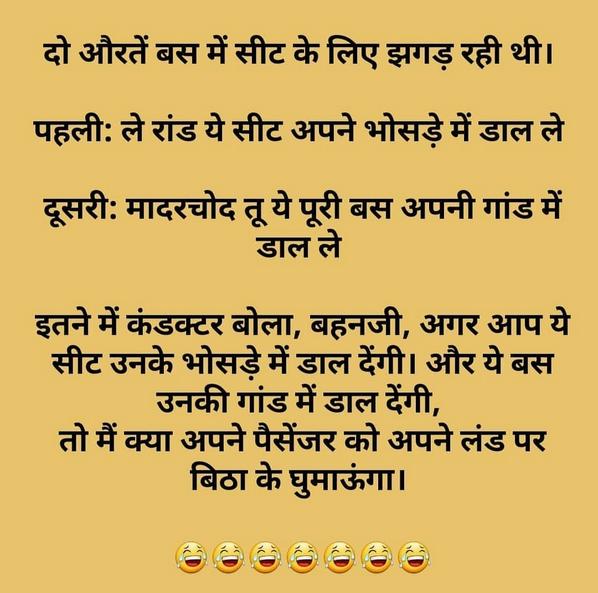 दो औरतें बस में सीट के लिए झगड़ रही थी।
पहली: ले रांड ये सीट अपने भोसड़े में डाल ले
दूसरी: मादरचोद तू ये पूरी बस अपनी गांड में
डाल ले
इतने में कंडक्टर बोला, बहनजी, अगर आप ये
सीट उनके भोसड़े में डाल देंगी। और ये बस
उनकी गांड में डाल देंगी,
तो मैं क्या अपने पैसेंजर को अपने लंड पर
बिठा के घुमाऊंगा।